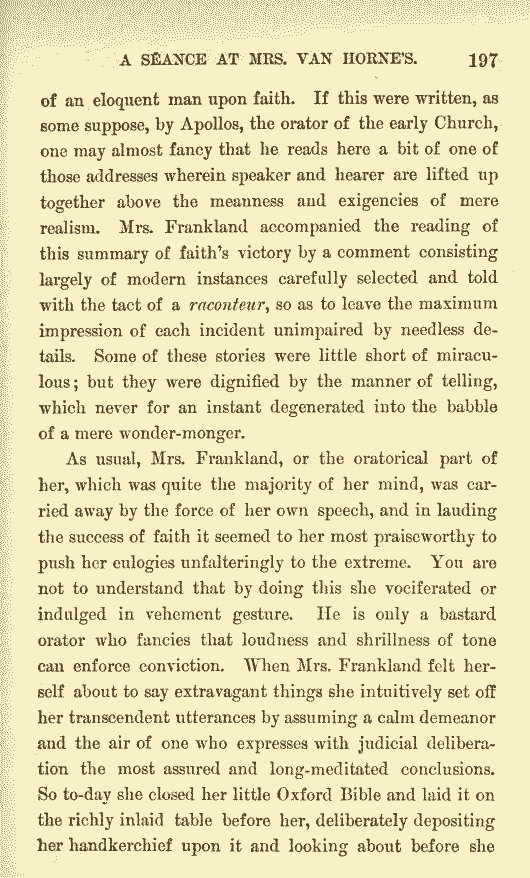 A SÉANCE AT MRS. VAN HORNE'S. 197
of an eloquent man upon faith. If this were written, as
some suppose, by Apollos, the orator of the early Church,
one may almost fancy that he reads here a bit of one of
those addresses wherein speaker and hearer are lifted up
together above the meanness and exigencies of mere
realism. Mrs. Frankland accompanied the reading of
this summary of faith's victory by a comment consisting
largely of modern instances carefully selected and told
with the tact of a raconteur, so as to leave the maximum
impression of each incident unimpaired by needless de-
tails. Some of these stories were little short of miracu-
lous; but they were dignified by the manner of telling,
which never for an instant degenerated into the babble
of a mere wonder-monger.
As usual, Mrs. Frankland, or the oratorical part of
her, which was quite the majority of her mind, was car-
ried away by the force of her own speech, and in lauding
the success of faith it seemed to her most praiseworthy to
push her eulogies unfalteringly to the extreme. You are
not to understand that by doing this she vociferated or
indulged in vehement gesture. He is only a bastard
orator who fancies that loudness and shrillness of tone
can enforce conviction. When Mrs. Frankland felt her-
self about to say extravagant things she intuitively set off
her transcendent utterances by assuming a calm demeanor
and the air of one who expresses with judicial delibera-
tion the most assured and long-meditated conclusions.
So to-day she closed her little Oxford Bible and laid it on
the richly inlaid table before her, deliberately depositing
her handkerchief upon it and looking about before she